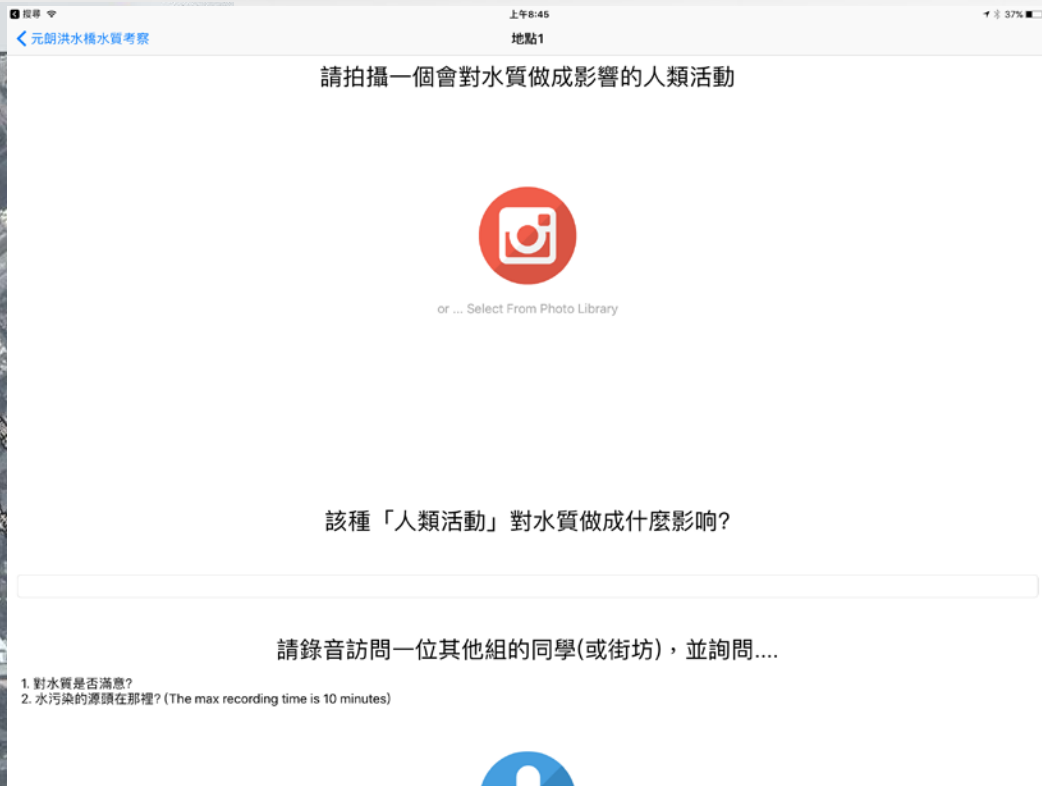 搜尋 上午8:45 37%
元朗洪水橋水質考察 地點1
請拍攝一個會對水質做成影響的人類活動
or ... Select From Photo Library
該種「人類活動」對水質做成什麼影响?
請錄音訪問一位其他組的同學(或街坊)，並詢問....
1. 對水質是否滿意?
2. 水污染的源頭在那裡? (The max recording time is 10 minutes)